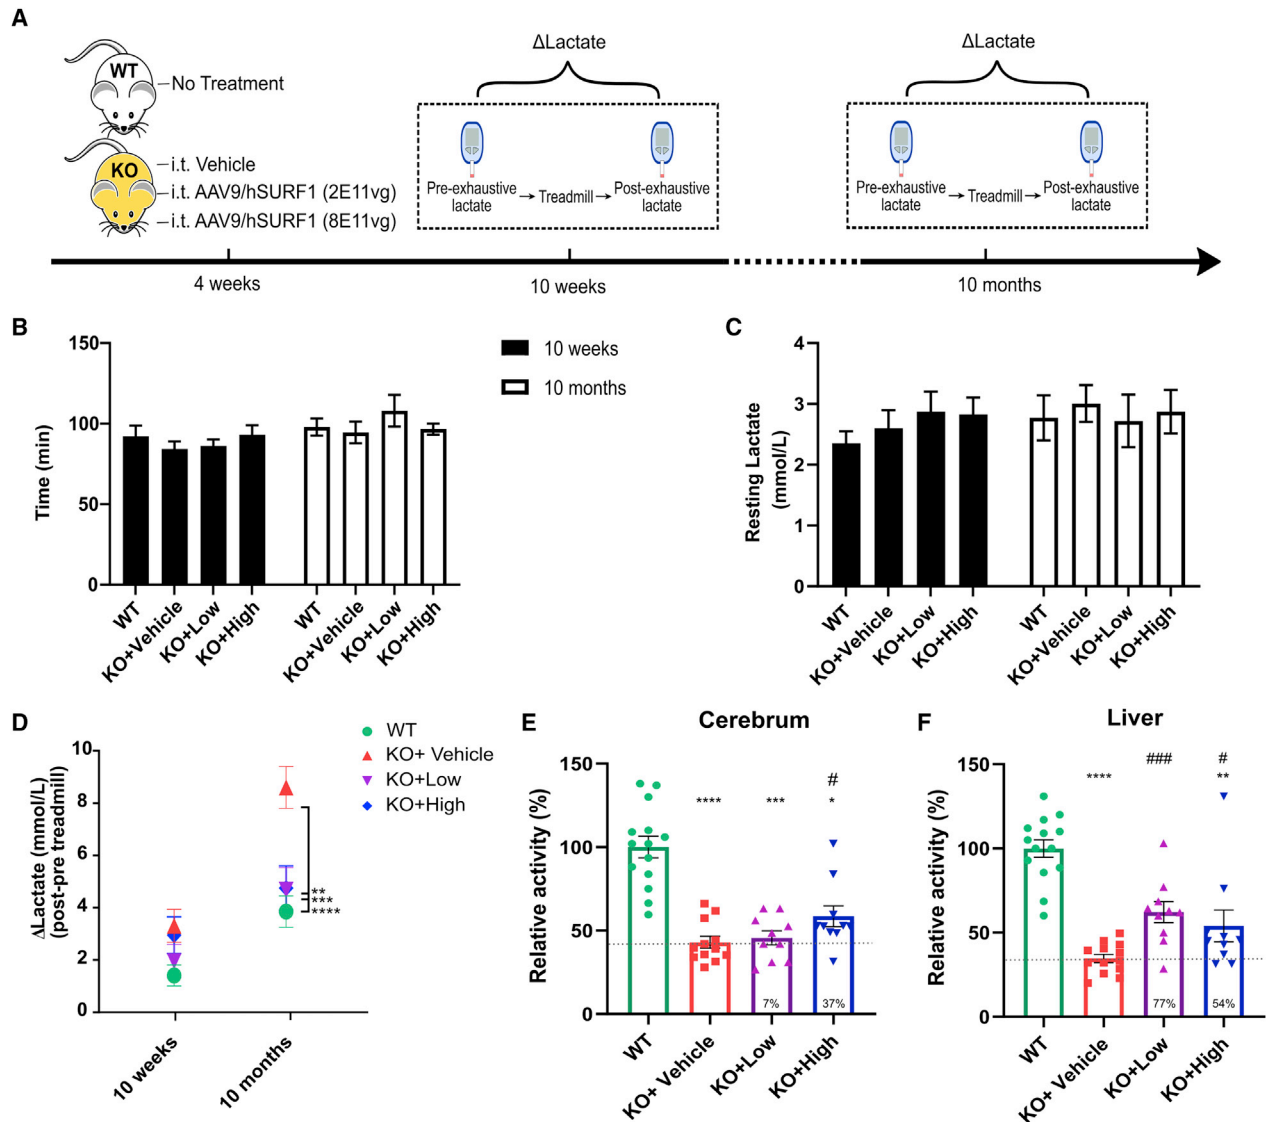 A
WT
No Treatment
KO
i.t. Vehicle
i.t. AAV9/hSURF1 (2E11vg)
i.t. AAV9/hSURF1 (8E11vg)
ΔLactate
Pre-exhaustive lactate
Treadmill
Post-exhaustive lactate
ΔLactate
Pre-exhaustive lactate
Treadmill
Post-exhaustive lactate
4 weeks
10 weeks
10 months
B
Time (min)
150
100
50
0
WT
KO+Vehicle
KO+Low
KO+High
WT
KO+Vehicle
KO+Low
KO+High
10 weeks
10 months
C
Resting Lactate
(mmol/L)
4
3
2
1
0
WT
KO+Vehicle
KO+Low
KO+High
WT
KO+Vehicle
KO+Low
KO+High
D
ΔLactate (mmol/L)
(post-pre treadmill)
10
8
6
4
2
0
**
***
****
10 weeks
10 months
WT
KO+ Vehicle
KO+Low
KO+High
E
Cerebrum
Relative activity (%)
150
100
50
0
****
***
#
*
7%
37%
WT
KO+ Vehicle
KO+Low
KO+High
F
Liver
Relative activity (%)
150
100
50
0
****
###
#
**
77%
54%
WT
KO+ Vehicle
KO+Low
KO+High